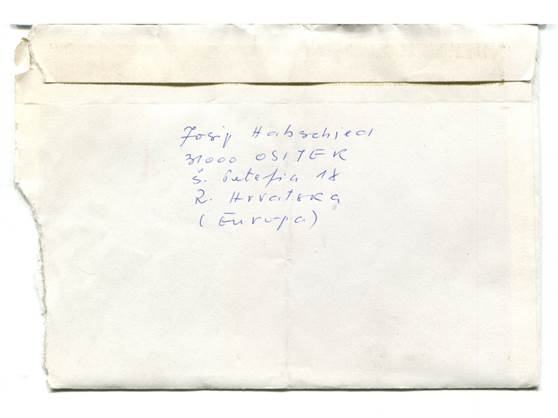 Josip Habschied
31000 OSIJEK
Š. Petefia 18
R. Hrvatska
(Europa)